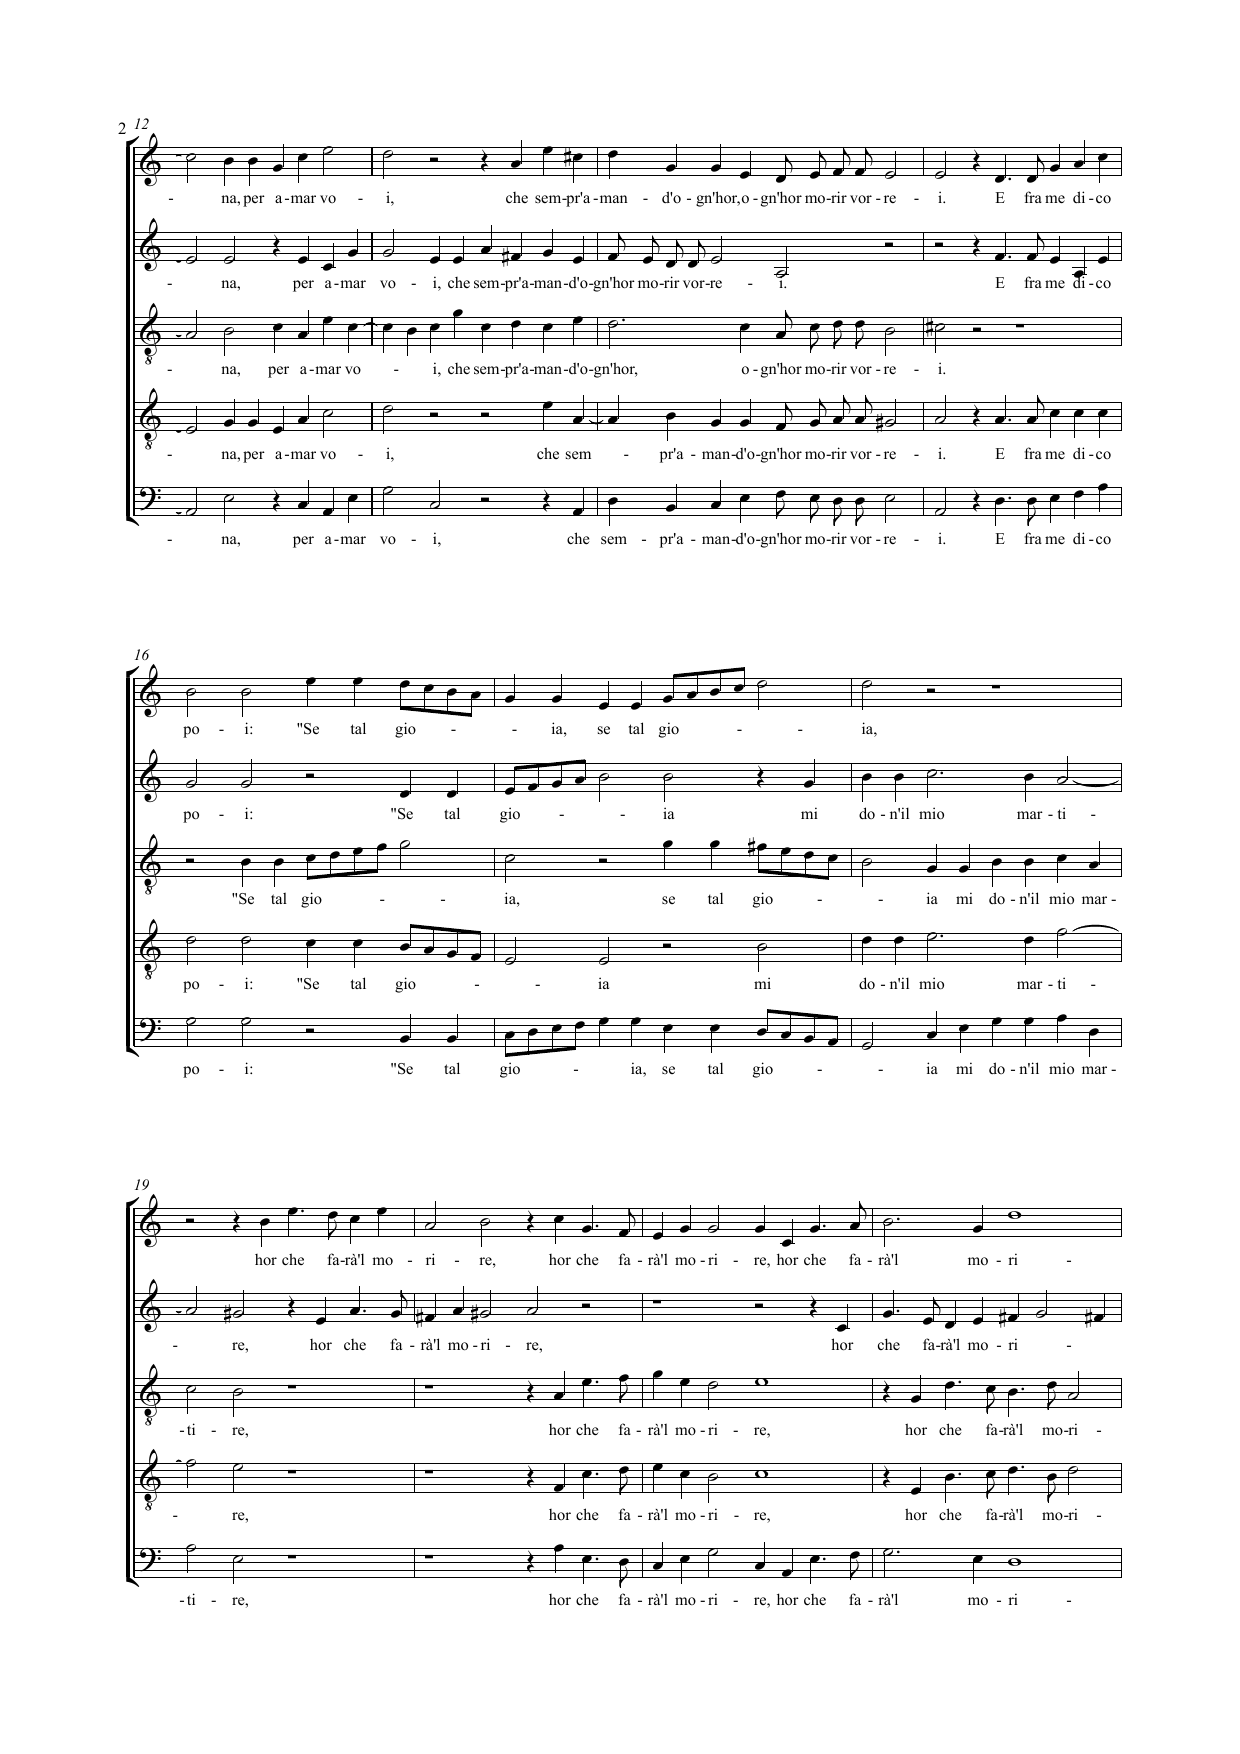 2 12
- na, per a - mar vo - i, che sem - pr'a - man - d'o - gn'hor, o - gn'hor mo - rir vor - re - i. E fra me di - co
- na, per a - mar vo - i, che sem - pr'a - man - d'o - gn'hor mo - rir vor - re - i. E fra me di - co
- na, per a - mar vo - i, che sem - pr'a - man - d'o - gn'hor, o - gn'hor mo - rir vor - re - i.
- na, per a - mar vo - i, che sem - pr'a - man - d'o - gn'hor mo - rir vor - re - i. E fra me di - co
- na, per a - mar vo - i, che sem - pr'a - man - d'o - gn'hor mo - rir vor - re - i. E fra me di - co
16
po - i: "Se tal gio - - - ia, se tal gio - - - ia,
po - i: "Se tal gio - - - ia mi do - n'il mio mar - ti -
"Se tal gio - - - ia, se tal gio - - - ia mi do - n'il mio mar -
po - i: "Se tal gio - - - ia mi do - n'il mio mar - ti -
po - i: "Se tal gio - - ia, se tal gio - - - ia mi do - n'il mio mar -
19
hor che fa - rà'l mo - ri - re, hor che fa - rà'l mo - ri - re, hor che fa - rà'l mo - ri -
- re, hor che fa - rà'l mo - ri - re, hor che fa - rà'l mo - ri -
- ti - re, hor che fa - rà'l mo - ri - re, hor che fa - rà'l mo - ri -
- re, hor che fa - rà'l mo - ri - re, hor che fa - rà'l mo - ri -
- ti - re, hor che fa - rà'l mo - ri - re, hor che fa - rà'l mo - ri -